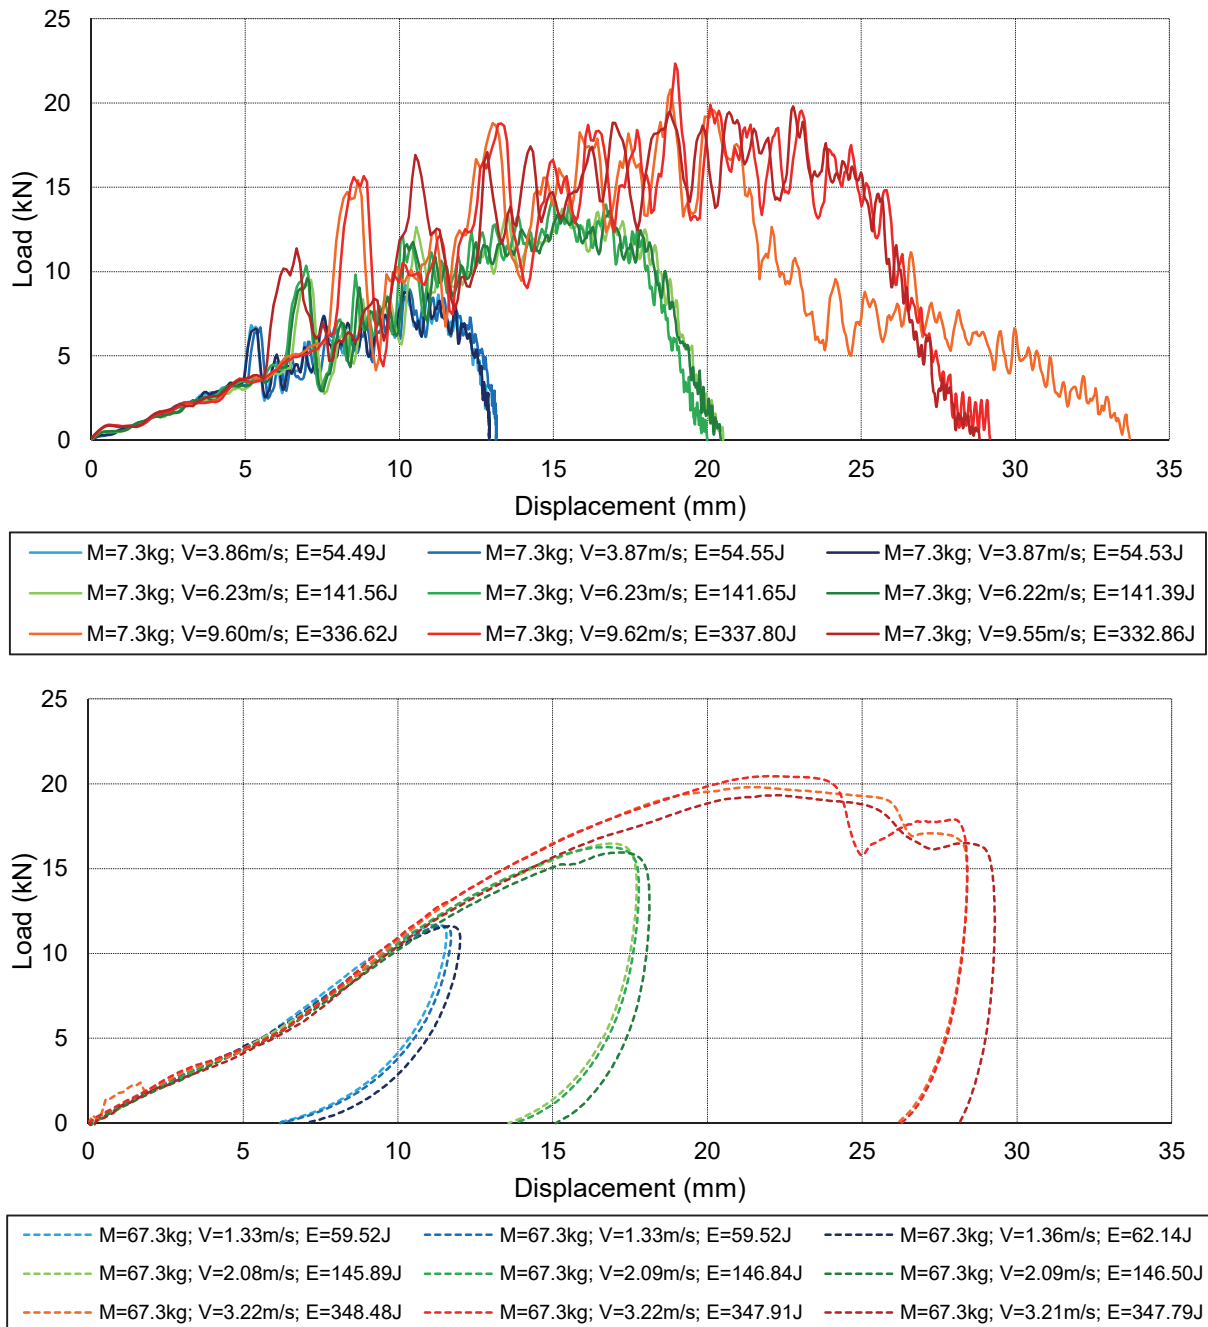 25
20
15
10
5
0
Load (kN)
0 5 10 15 20 25 30 35
Displacement (mm)
M=7.3kg; V=3.86m/s; E=54.49J M=7.3kg; V=3.87m/s; E=54.55J M=7.3kg; V=3.87m/s; E=54.53J
M=7.3kg; V=6.23m/s; E=141.56J M=7.3kg; V=6.23m/s; E=141.65J M=7.3kg; V=6.22m/s; E=141.39J
M=7.3kg; V=9.60m/s; E=336.62J M=7.3kg; V=9.62m/s; E=337.80J M=7.3kg; V=9.55m/s; E=332.86J
25
20
15
10
5
0
Load (kN)
0 5 10 15 20 25 30 35
Displacement (mm)
M=67.3kg; V=1.33m/s; E=59.52J M=67.3kg; V=1.33m/s; E=59.52J M=67.3kg; V=1.36m/s; E=62.14J
M=67.3kg; V=2.08m/s; E=145.89J M=67.3kg; V=2.09m/s; E=146.84J M=67.3kg; V=2.09m/s; E=146.50J
M=67.3kg; V=3.22m/s; E=348.48J M=67.3kg; V=3.22m/s; E=347.91J M=67.3kg; V=3.21m/s; E=347.79J